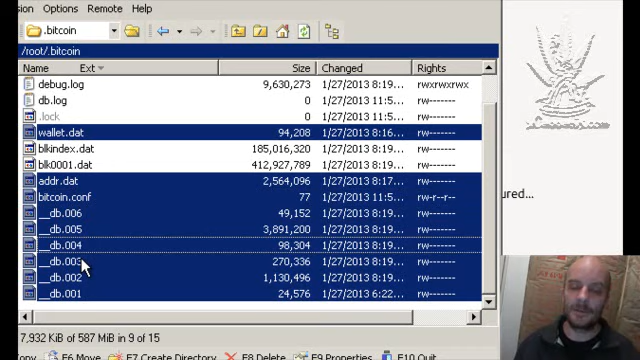 sion Options Remote Help
.bitcoin
/root/.bitcoin
Name Ext Size Changed Rights
debug.log 9,630,273 1/27/2013 8:19... rwxrwxrwx
db.log 0 1/27/2013 11:5... rw-------
.lock 0 1/27/2013 11:5... rw-------
wallet.dat 94,208 1/27/2013 8:16... rw-------
blkindex.dat 185,016,320 1/27/2013 8:19... rw-------
blk0001.dat 412,927,789 1/27/2013 8:19... rw-------
addr.dat 2,564,096 1/27/2013 8:17... rw-------
bitcoin.conf 77 1/27/2013 11:5... rw-r--r--
__db.006 49,152 1/27/2013 8:19... rw-------
__db.005 3,891,200 1/27/2013 8:19... rw-------
__db.004 98,304 1/27/2013 8:19... rw-------
__db.003 270,336 1/27/2013 8:19... rw-------
__db.002 1,130,496 1/27/2013 8:19... rw-------
__db.001 24,576 1/27/2013 6:22... rw-------
7,932 KiB of 587 MiB in 9 of 15
Copy F6 Move F7 Create Directory F8 Delete F9 Properties F10 Quit
ured...